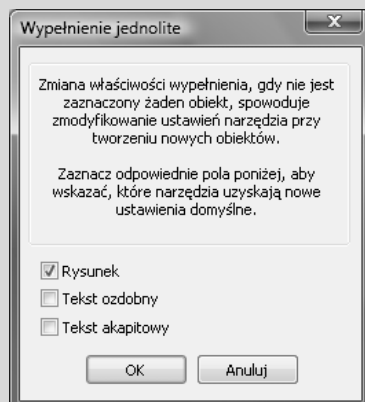 Wypełnienie jednolite
Zmiana właściwości wypełnienia, gdy nie jest
zaznaczony żaden obiekt, spowoduje
zmodyfikowanie ustawień narzędzia przy
tworzeniu nowych obiektów.
Zaznacz odpowiednie pola poniżej, aby
wskazać, które narzędzia uzyskają nowe
ustawienia domyślne.
Rysunek
Tekst ozdobny
Tekst akapitowy
OK Anuluj